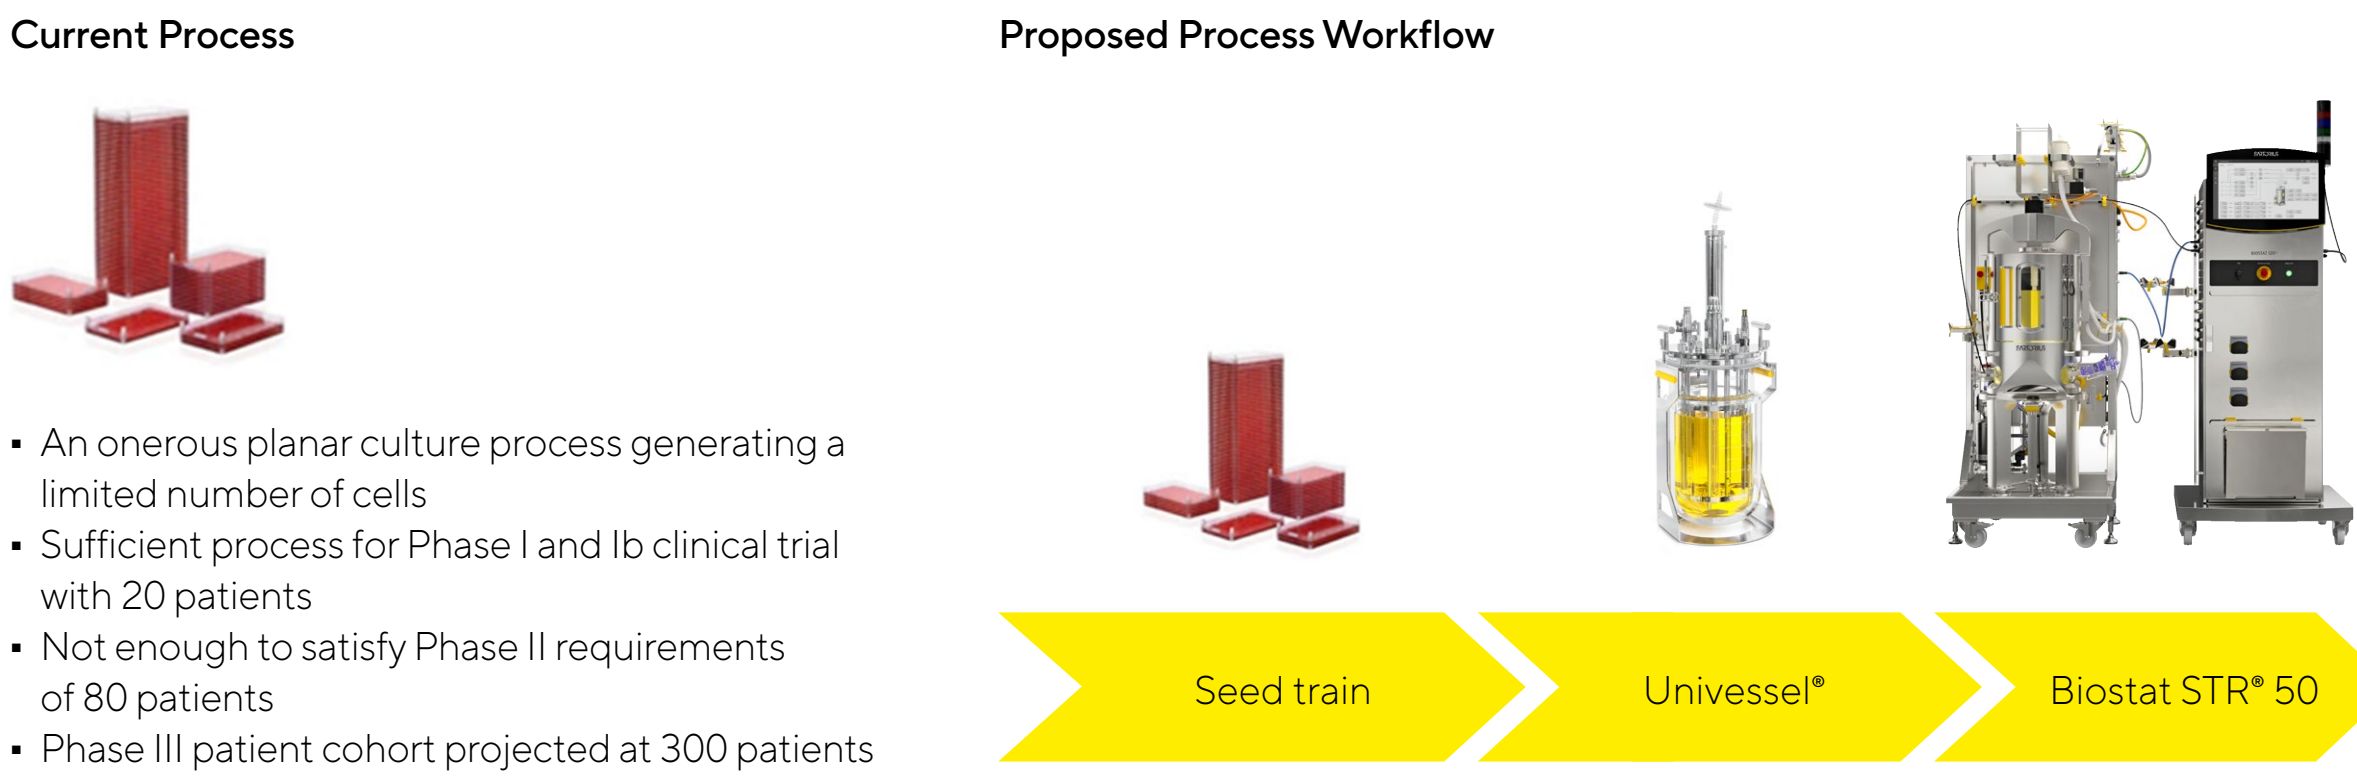 Current Process
Proposed Process Workflow
▪ An onerous planar culture process generating a
limited number of cells
▪ Sufficient process for Phase I and Ib clinical trial
with 20 patients
▪ Not enough to satisfy Phase II requirements
of 80 patients
▪ Phase III patient cohort projected at 300 patients
SARTORIUS
SARTORIUS
Seed train
Univessel®
Biostat STR® 50